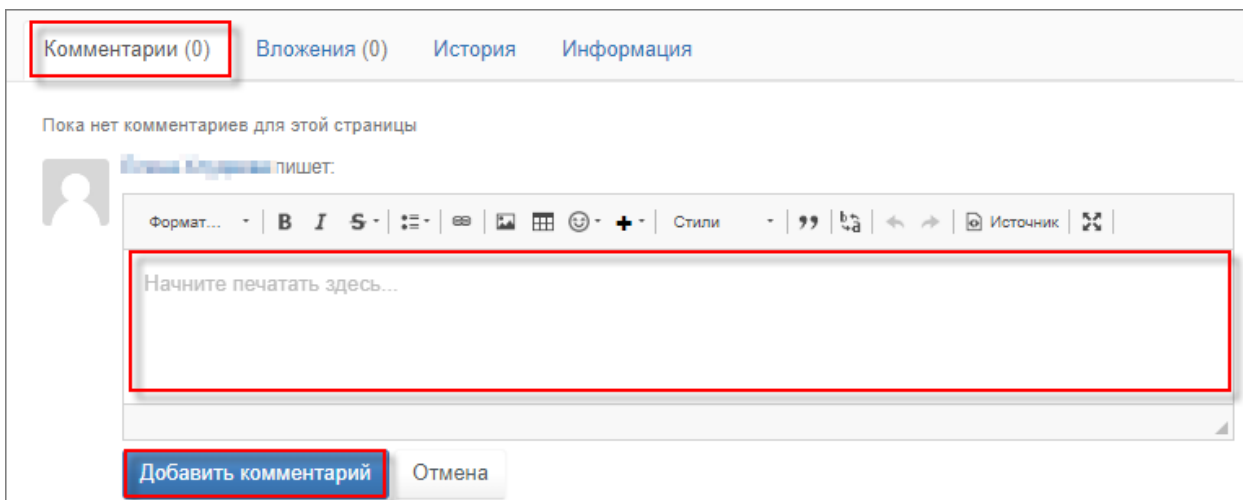 Комментарии (0) Вложения (0) История Информация
Пока нет комментариев для этой страницы
пишет:
Формат... B I S Стили Источник
Начните печатать здесь...
Добавить комментарий Отмена